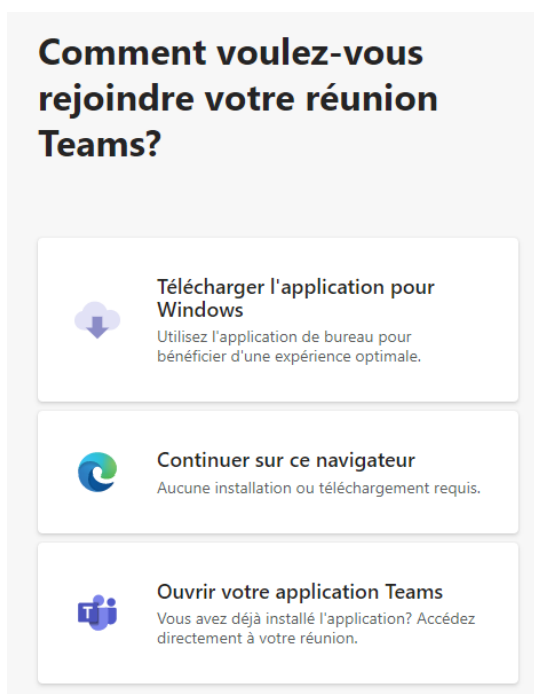 Comment voulez-vous
rejoindre votre réunion
Teams?
Télécharger l'application pour
Windows
Utilisez l'application de bureau pour
bénéficier d'une expérience optimale.
Continuer sur ce navigateur
Aucune installation ou téléchargement requis.
Ouvrir votre application Teams
Vous avez déjà installé l'application? Accédez
directement à votre réunion.